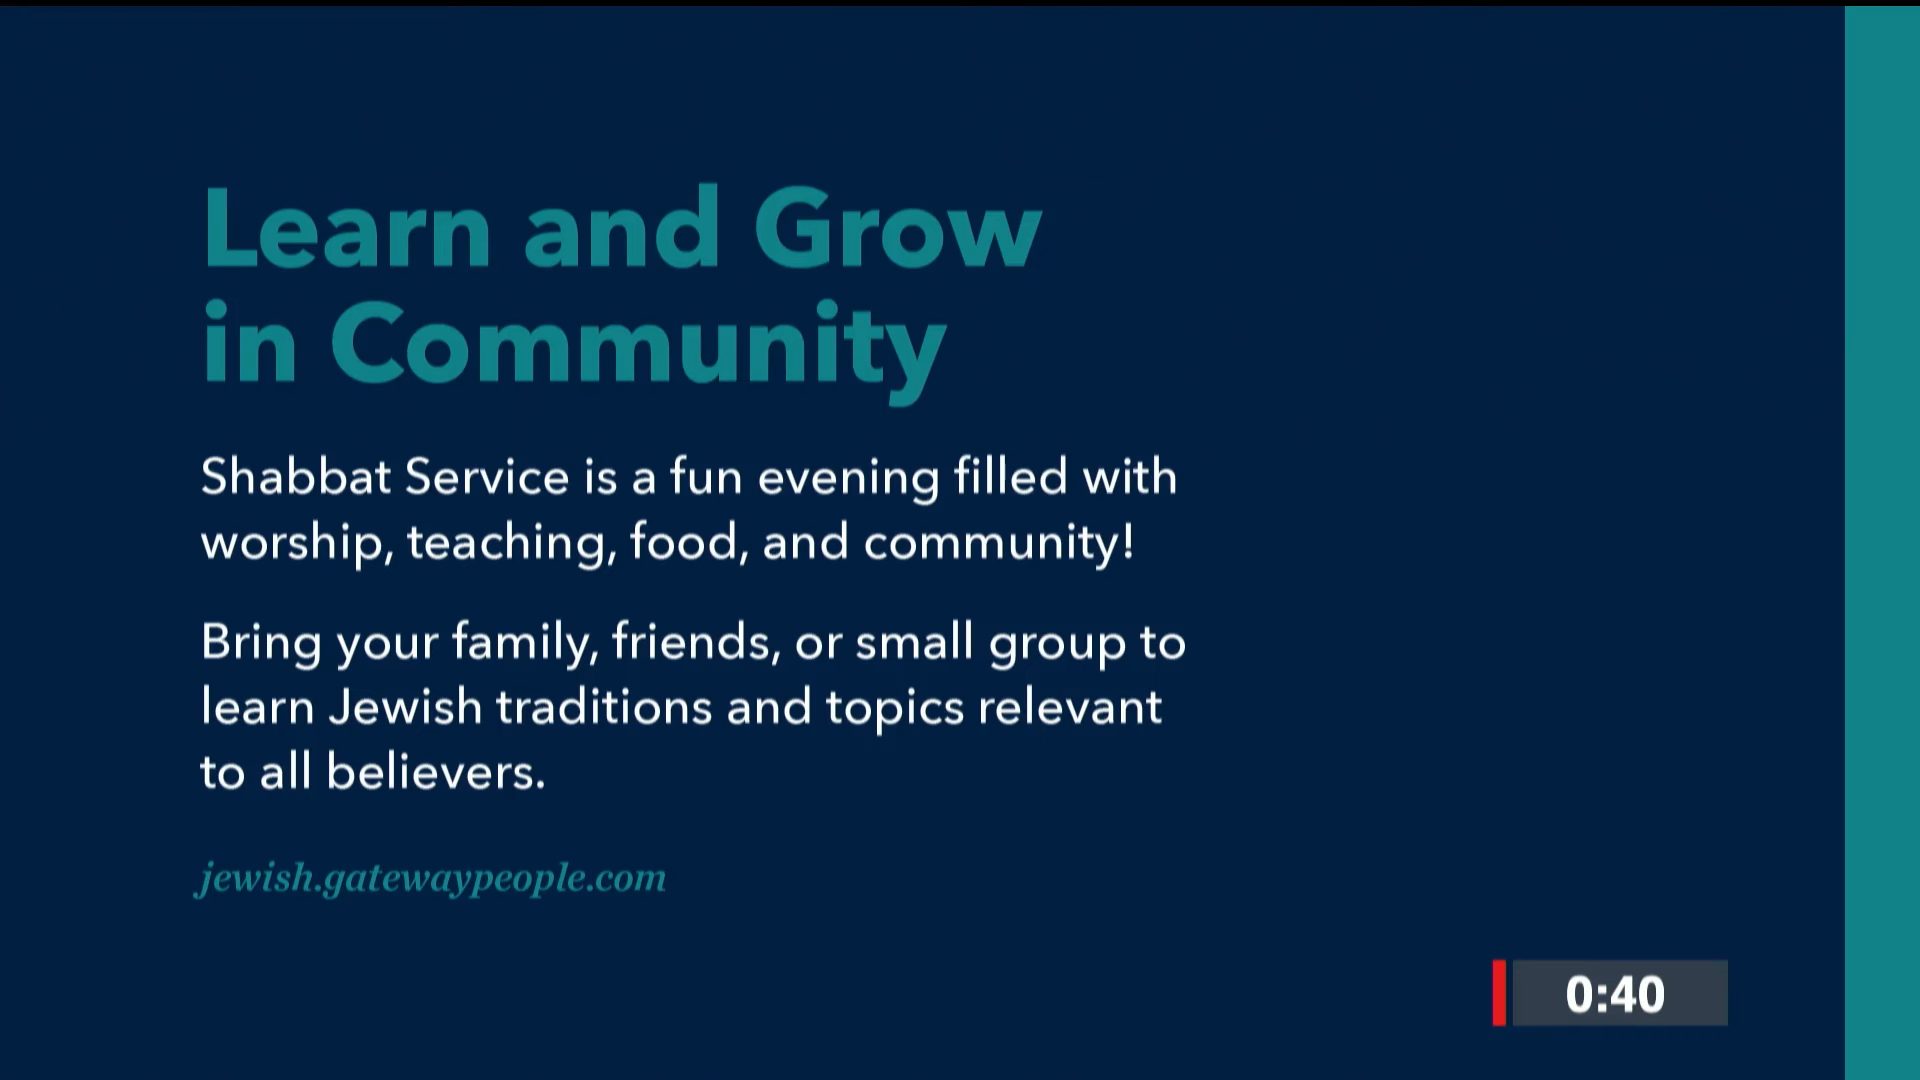 Learn and Grow
in Community
Shabbat Service is a fun evening filled with
worship, teaching, food, and community!
Bring your family, friends, or small group to
learn Jewish traditions and topics relevant
to all believers.
jewish.gatewaypeople.com
0:40